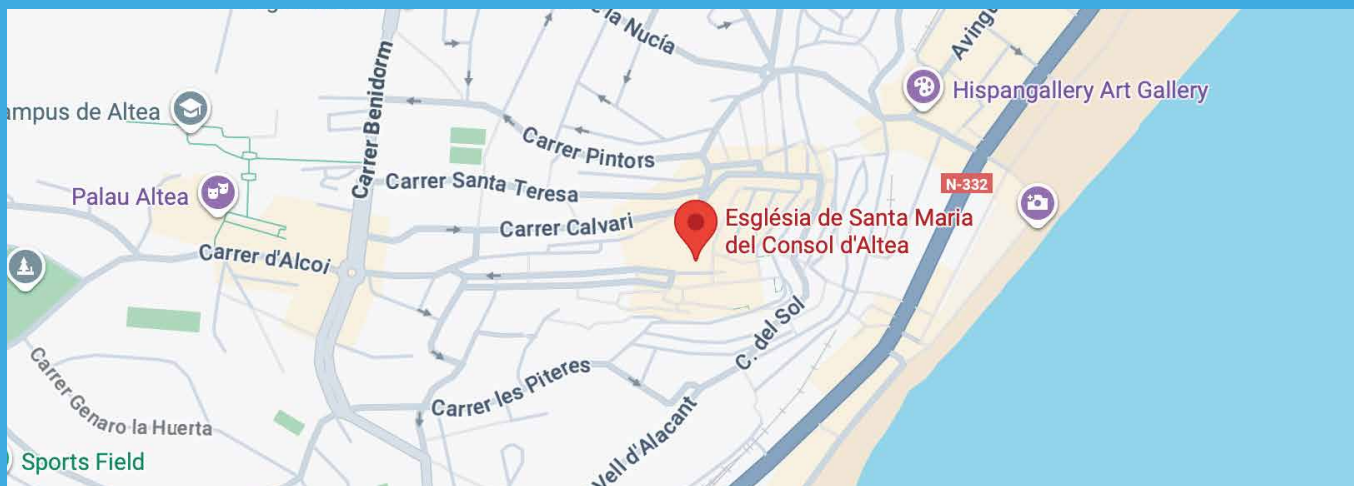 la Nucía
Avingu
Carrer Benidorm
Hispangallery Art Gallery
ampus de Altea
Carrer Pintors
Carrer Santa Teresa
N-332
Palau Altea
Carrer Calvari
Església de Santa Maria
del Consol d'Altea
Carrer d'Alcoi
C. del Sol
Carrer les Piteres
Carrer Genaro la Huerta
Vell d'Alacant
Sports Field